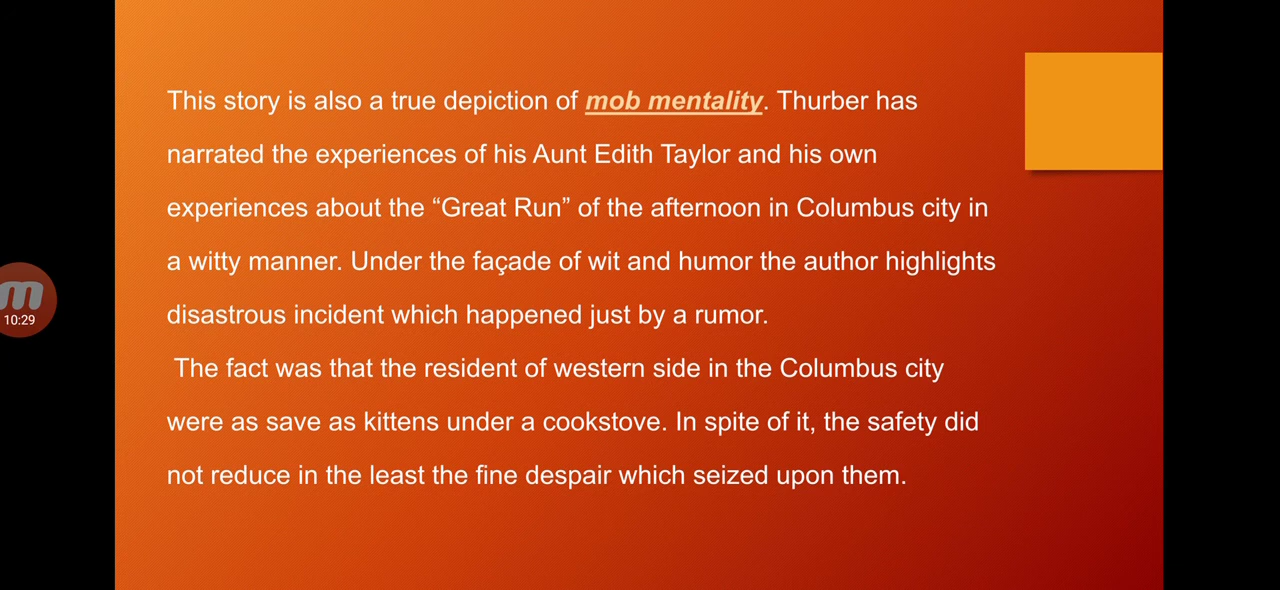 This story is also a true depiction of mob mentality. Thurber has
narrated the experiences of his Aunt Edith Taylor and his own
experiences about the “Great Run” of the afternoon in Columbus city in
a witty manner. Under the façade of wit and humor the author highlights
disastrous incident which happened just by a rumor.
The fact was that the resident of western side in the Columbus city
were as save as kittens under a cookstove. In spite of it, the safety did
not reduce in the least the fine despair which seized upon them.
m
10:29